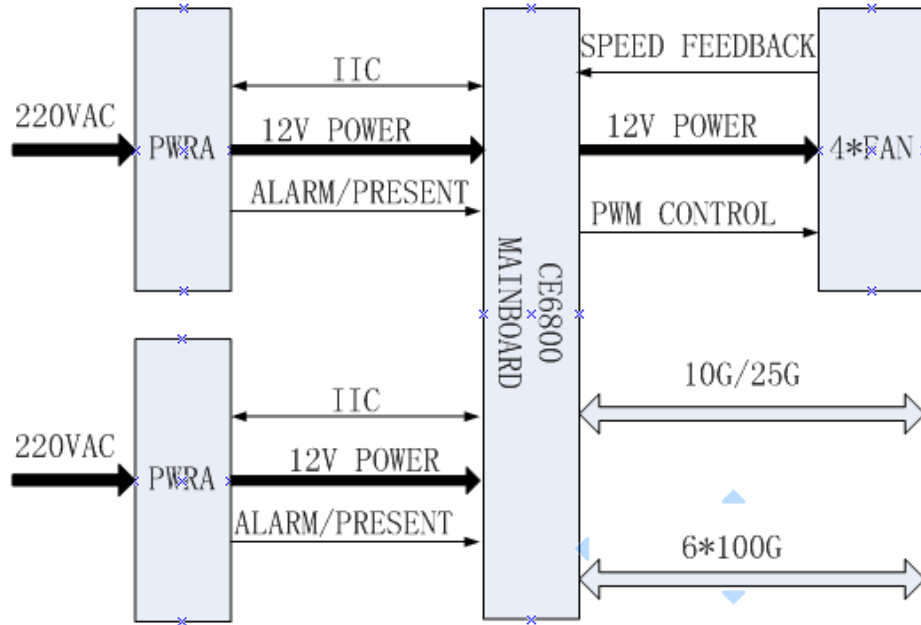 220VAC
PWRA
IIC
12V POWER
ALARM/PRESENT
CE6800
MAINBOARD
SPEED FEEDBACK
12V POWER
PWM CONTROL
4*FAN
220VAC
PWRA
IIC
12V POWER
ALARM/PRESENT
10G/25G
6*100G